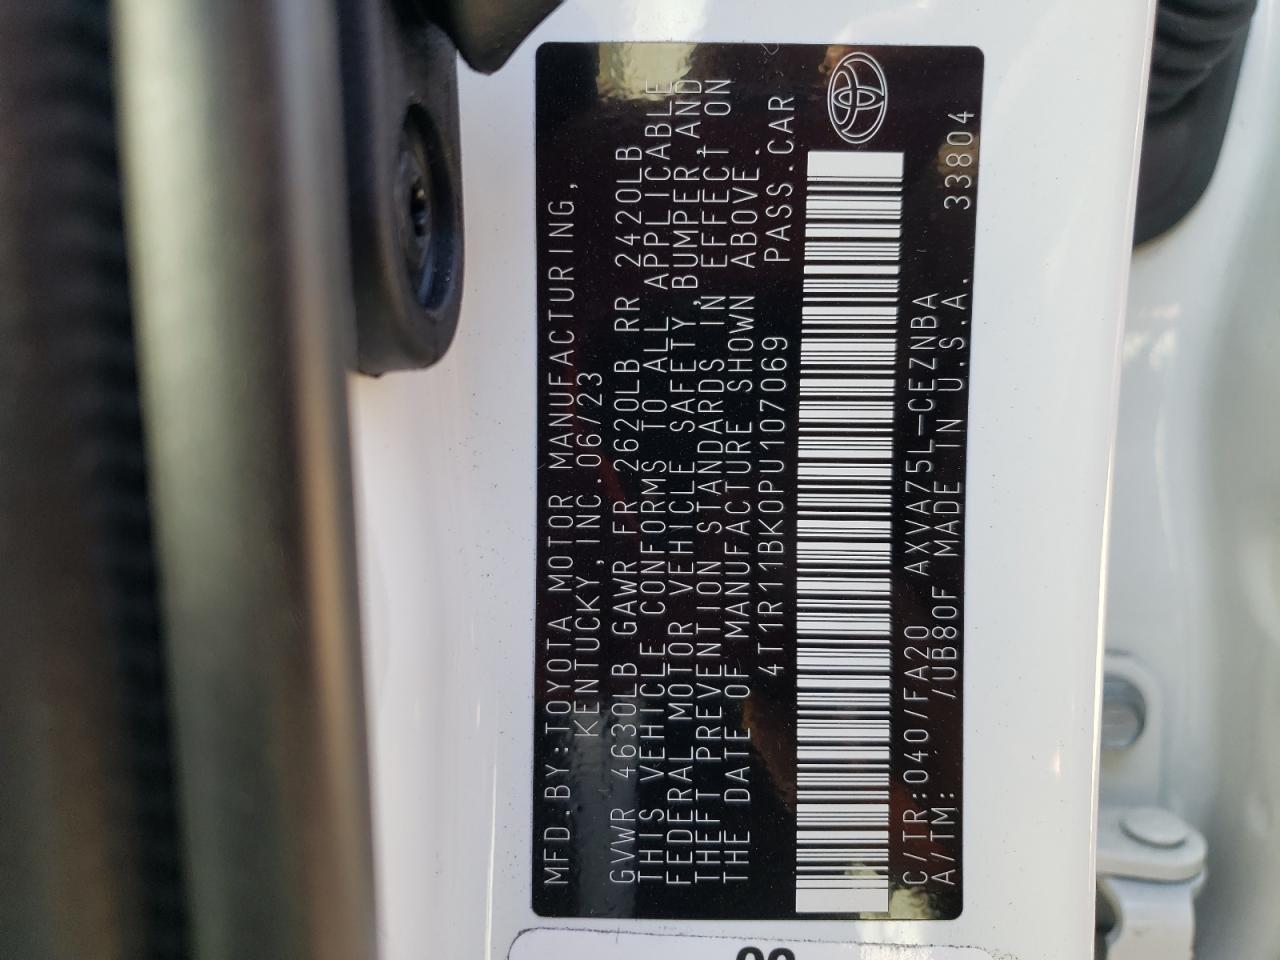 MFD.BY:TOYOTA MOTOR MANUFACTURING,
KENTUCKY, INC.06/23
GVWR 4630LB GAWR FR 2620LB RR 2420LB
THIS VEHICLE CONFORMS TO ALL APPLICABLE
FEDERAL MOTOR VEHICLE SAFETY, BUMPER, AND
THEFT PREVENTION STANDARDS IN EFFECT ON
THE DATE OF MANUFACTURE SHOWN ABOVE.
4T1R11BK0PU107069 PASS.CAR
C/TR:040/FA20 AXVA75L-CEZNBA 33804
A/TM: /UB80F MADE IN U.S.A.